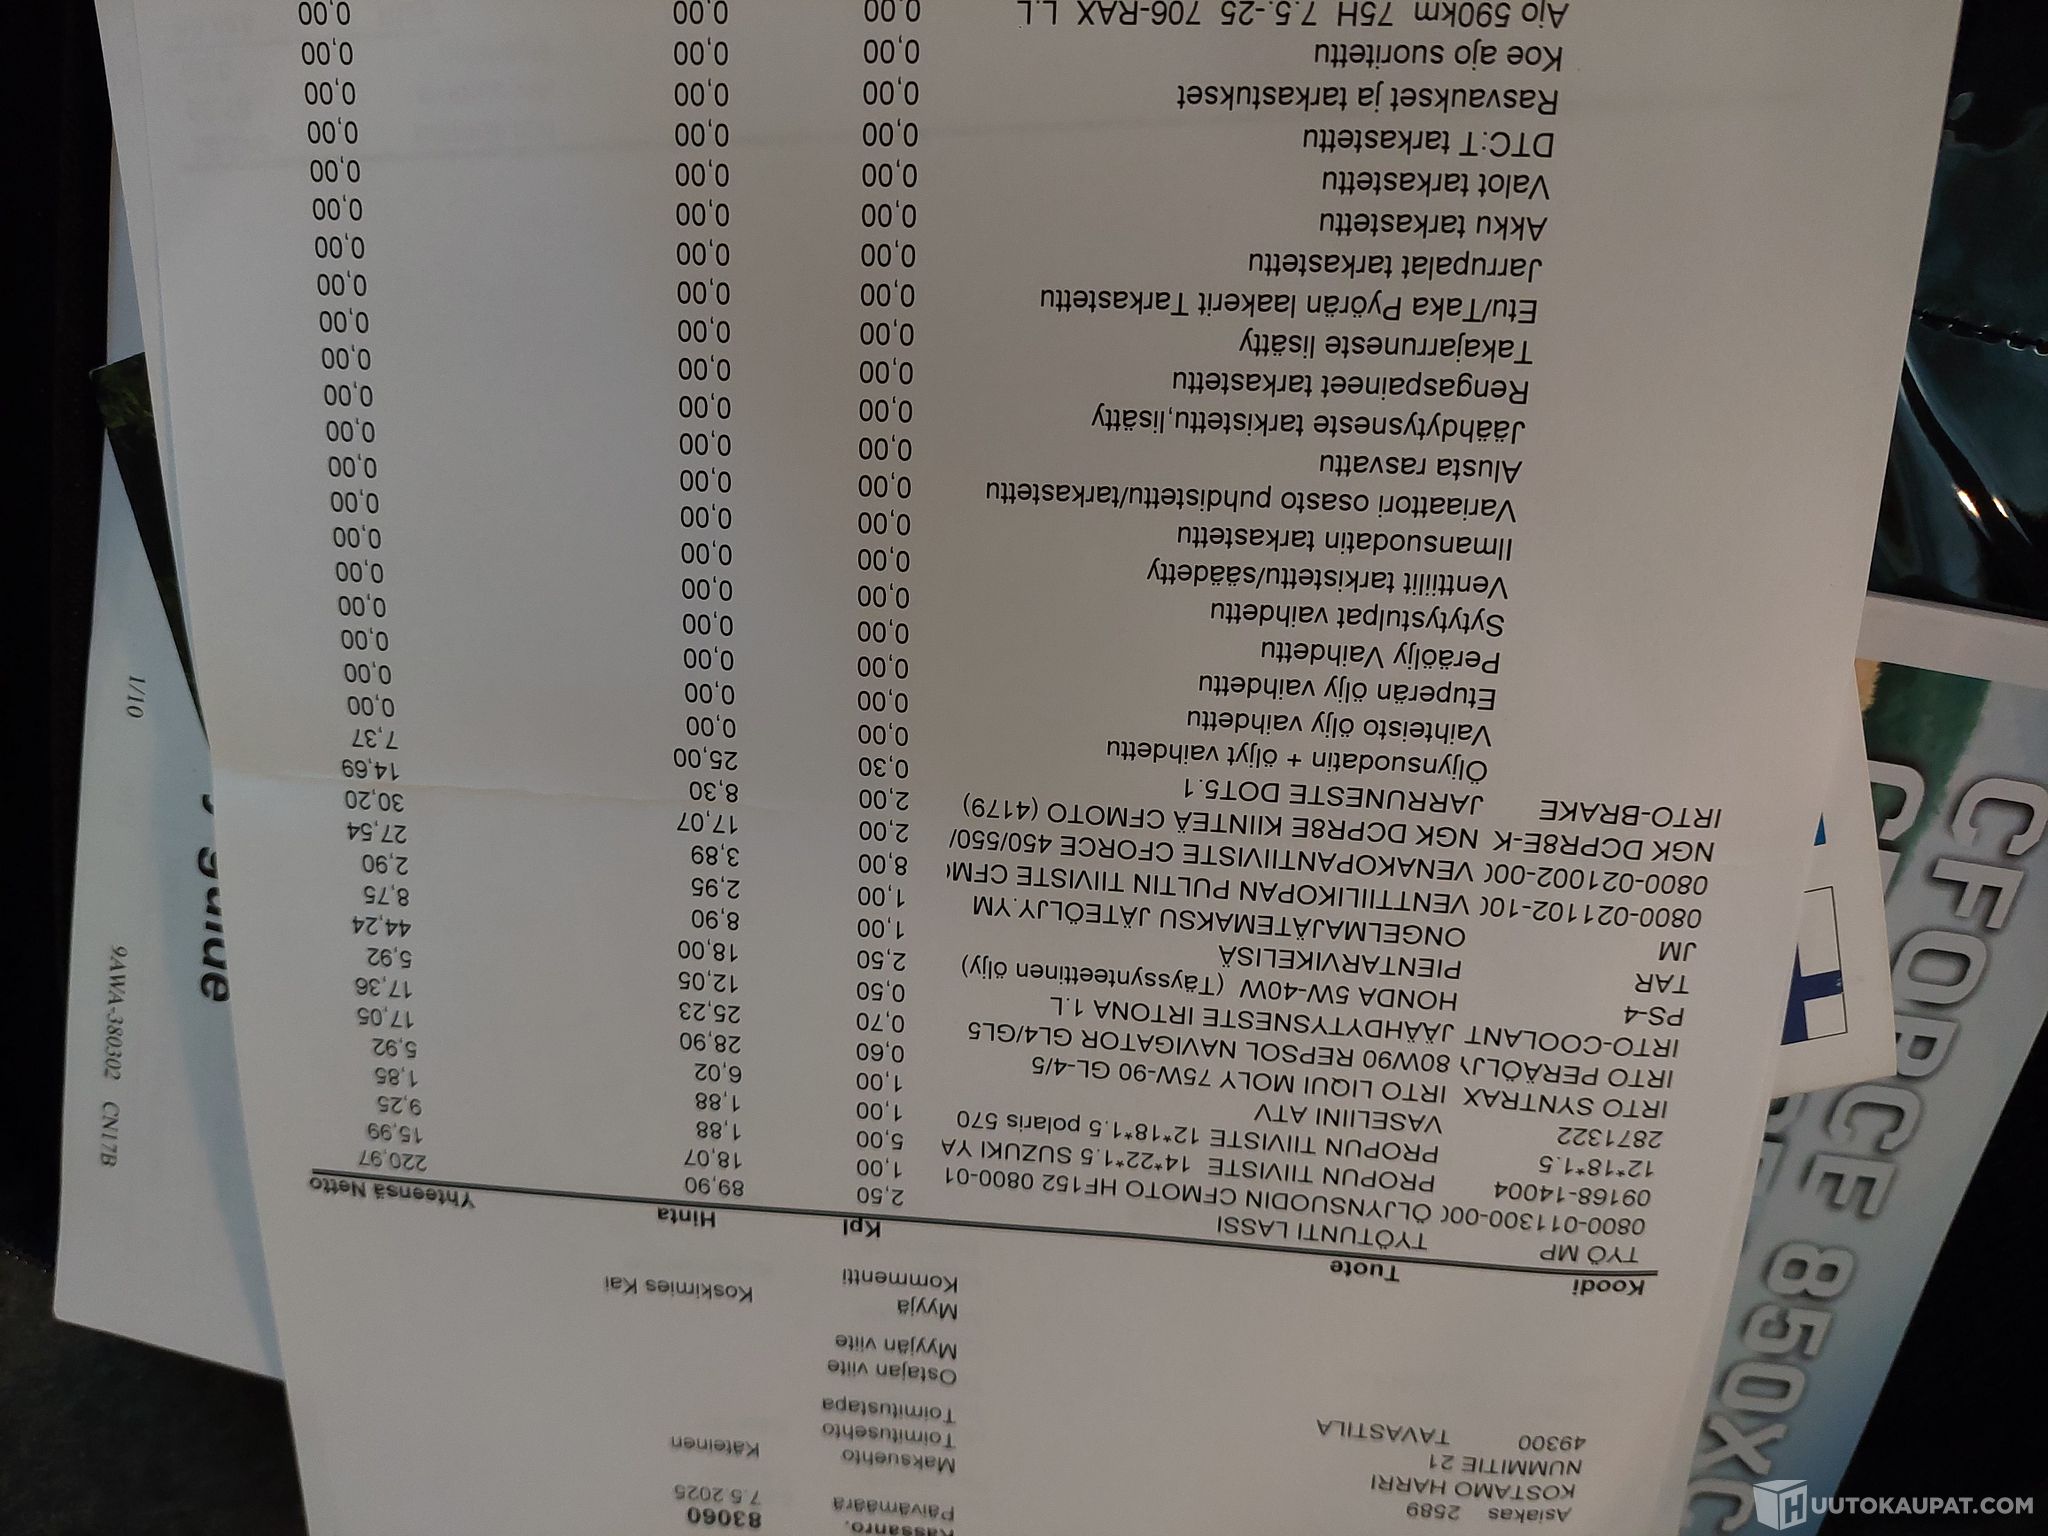 Kassanro. 83060
Asiakas 2589 Päivämäärä 7.5.2025
KOSTAMO HARRI
NUMMITIE 21 Maksuehto Käteinen
49300 TAVASTILA Toimitusehto
Toimitustapa
Ostajan viite
Myyjän viite
Myyjä Koskimies Kai
Kommentti
Koodi Tuote Kpl Hinta Yhteensä Netto
TYÖ MP TYÖTUNTI LASSI 2,50 89,90 220,97
0800-011300-00( ÖLJYNSUODIN CFMOTO HF152 0800-01 1,00 18,07 15,99
09168-14004 PROPUN TIIVISTE 14*22*1.5 SUZUKI YA 5,00 1,88 9,25
12*18*1.5 PROPUN TIIVISTE 12*18*1.5 polaris 570 1,00 1,88 1,85
2871322 VASELIINI ATV 1,00 6,02 5,92
IRTO SYNTRAX IRTO LIQUI MOLY 75W-90 GL-4/5 0,60 28,90 17,05
IRTO PERÄÖLJY 80W90 REPSOL NAVIGATOR GL4/GL5 0,70 25,23 17,36
IRTO-COOLANT JÄÄHDYTYSNESTE IRTONA 1.L 0,50 12,05 5,92
PS-4 HONDA 5W-40W (Täyssynteettinen öljy) 2,50 18,00 44,24
TAR PIENTARVIKELISÄ 1,00 8,90 8,75
JM ONGELMAJÄTEMAKSU JÄTEÖLJY.YM 1,00 2,95 2,90
0800-021102-10( VENTTIILIKOPAN PULTIN TIIVISTE CFM 8,00 3,89 27,54
0800-021002-00( VENAKOPANTIIVISTE CFORCE 450/550/ 2,00 17,07 30,20
NGK DCPR8E-K NGK DCPR8E KIINTEÄ CFMOTO (4179) 2,00 8,30 14,69
IRTO-BRAKE JARRUNESTE DOT5.1 0,30 25,00 7,37
Öljynsuodatin + öljyt vaihdettu 0,00 0,00 0,00
Vaihteisto öljy vaihdettu 0,00 0,00 0,00
Etuperän öljy vaihdettu 0,00 0,00 0,00
Peräöljy Vaihdettu 0,00 0,00 0,00
Sytytystulpat vaihdettu 0,00 0,00 0,00
Venttiilit tarkistettu/säädetty 0,00 0,00 0,00
Ilmansuodatin tarkastettu 0,00 0,00 0,00
Variaattori osasto puhdistettu/tarkastettu 0,00 0,00 0,00
Alusta rasvattu 0,00 0,00 0,00
Jäähdytysneste tarkistettu,lisätty 0,00 0,00 0,00
Rengaspaineet tarkastettu 0,00 0,00 0,00
Takajarruneste lisätty 0,00 0,00 0,00
Etu/Taka Pyörän laakerit Tarkastettu 0,00 0,00 0,00
Jarrupalat tarkastettu 0,00 0,00 0,00
Akku tarkastettu 0,00 0,00 0,00
Valot tarkastettu 0,00 0,00 0,00
DTC:T tarkastettu 0,00 0,00 0,00
Rasvaukset ja tarkastukset 0,00 0,00 0,00
Koe ajo suoritettu 0,00 0,00 0,00
Ajo 590km 75H 7.5.-25 706-RAX L.L 0,00 0,00 0,00
CFORCE 850XC
guide
9AWA-380302 CN17B
1/10
HUUTOKAUPAT.COM